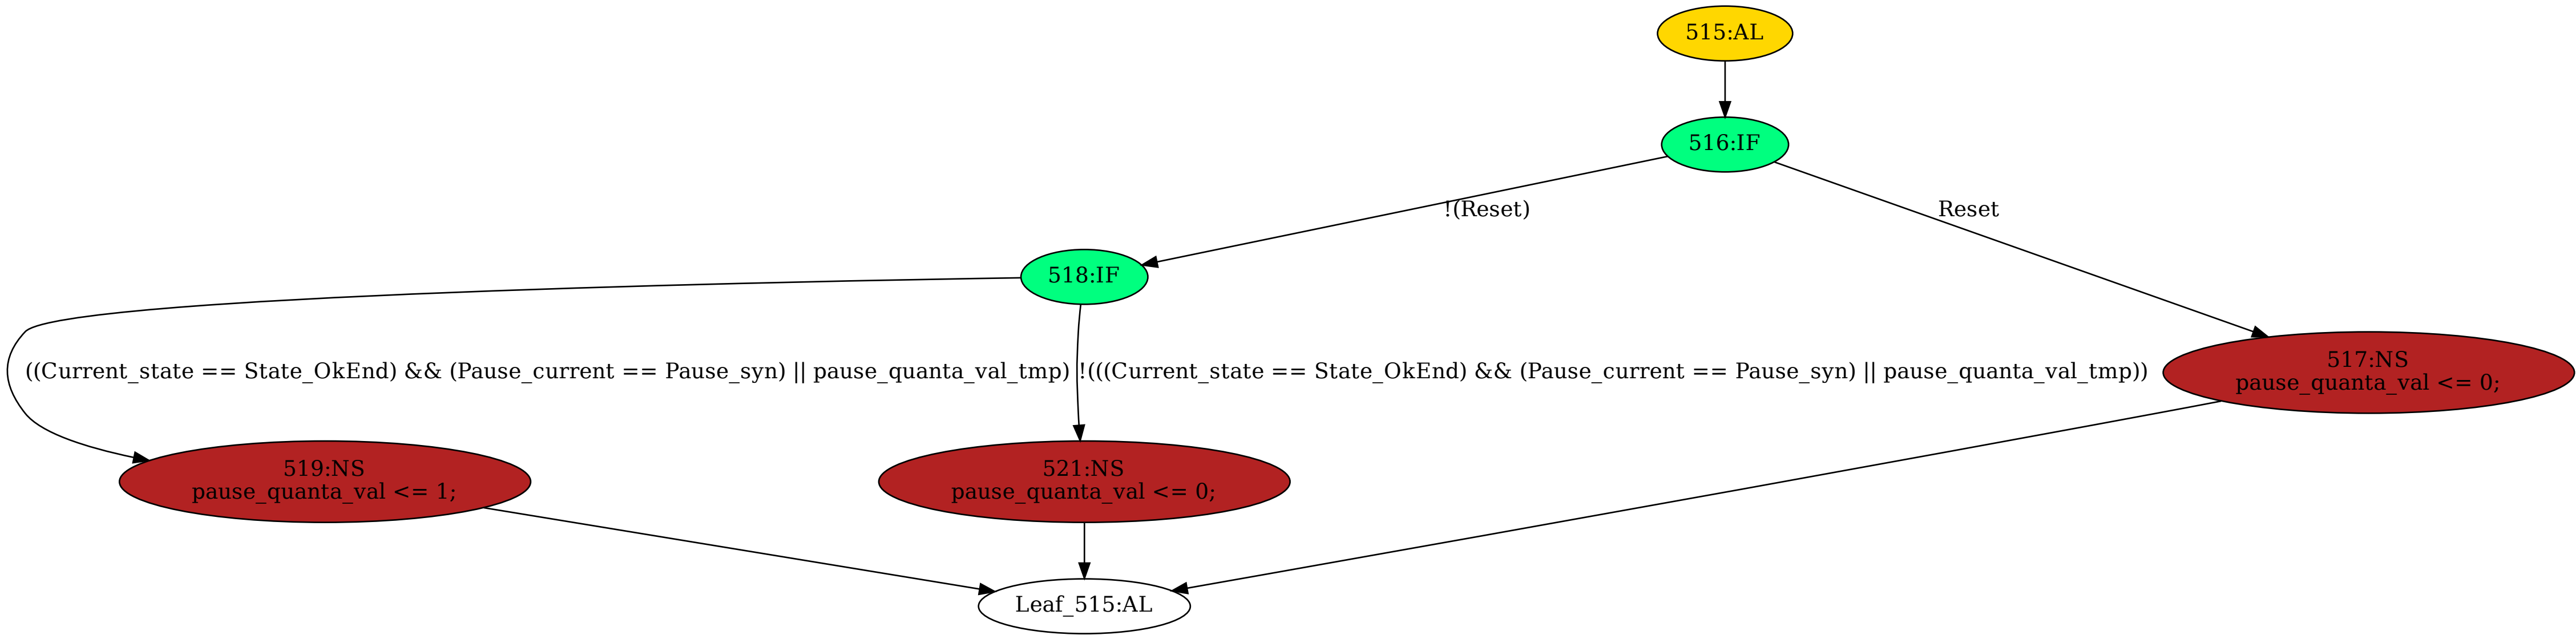 515:AL
516:IF
!(Reset)
Reset
518:IF
((Current_state == State_OkEnd) && (Pause_current == Pause_syn) || pause_quanta_val_tmp)
!(((Current_state == State_OkEnd) && (Pause_current == Pause_syn) || pause_quanta_val_tmp))
517:NS
pause_quanta_val <= 0;
519:NS
pause_quanta_val <= 1;
521:NS
pause_quanta_val <= 0;
Leaf_515:AL